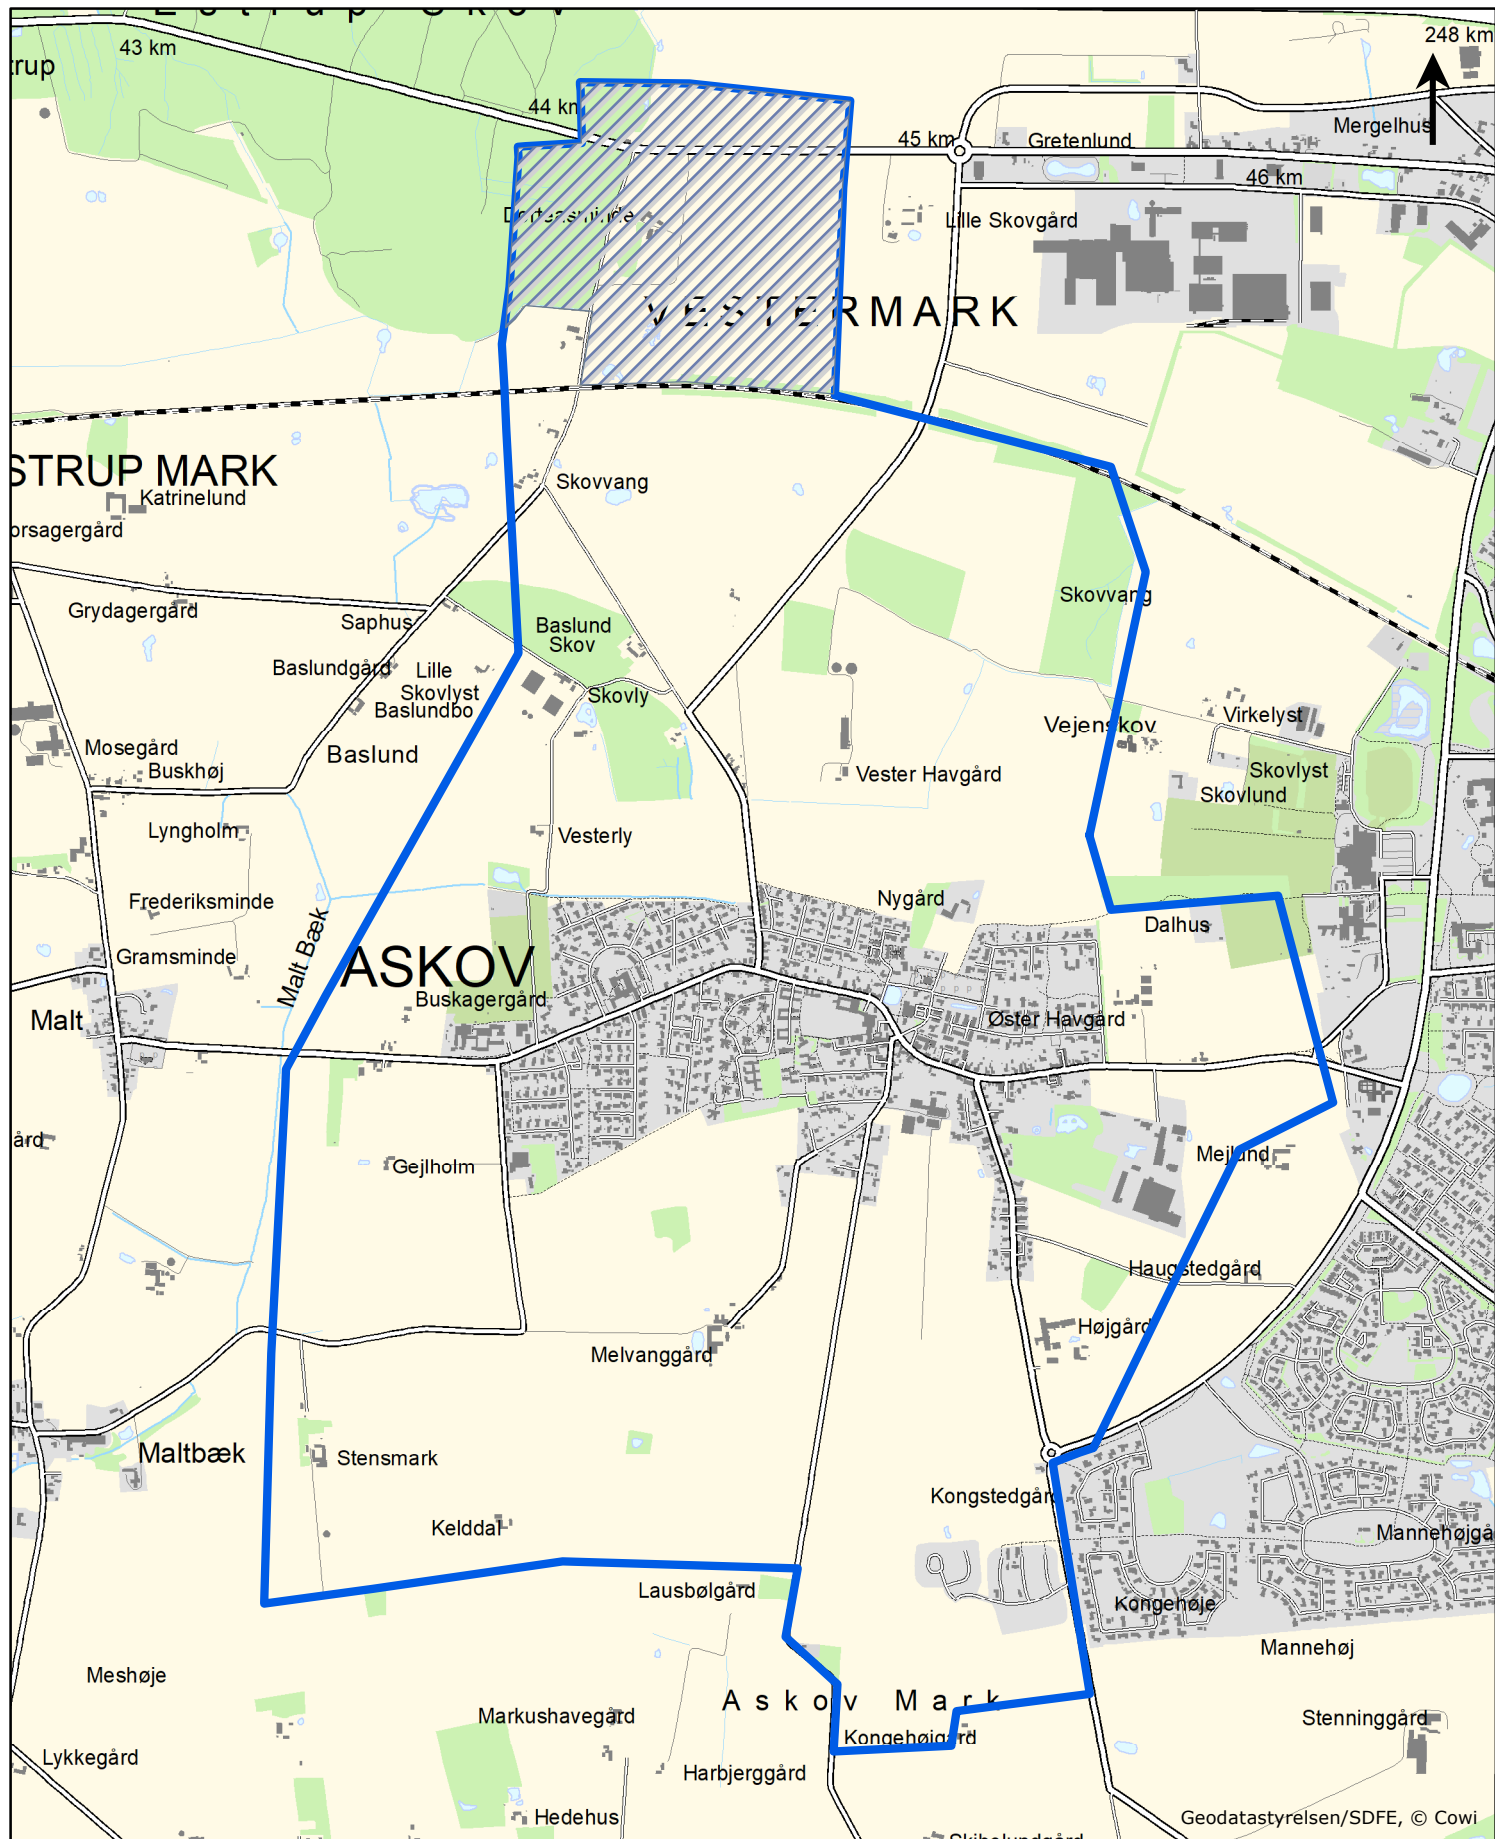 43 km
44 km
45 km
248 km
Mergelhus
Gretenlund
46 km
Lille Skovgård
Dorteasminde
VESTERMARK
STRUP MARK
Katrinelund
Skovvang
Grydagergård
Saphus
Baslund
Skov
Skovvang
Baslundgård
Lille
Skovlyst
Baslundbo
Skovly
Mosegård
Buskhøj
Baslund
Vejenskov
Virkelyst
Vester Havgård
Skovlyst
Skovlund
Lyngholm
Vesterly
Frederiksminde
Nygård
Dalhus
Gramsminde
Malt Bæk
ASKOV
Buskagergård
Malt
Øster Havgård
Gejlholm
Mejlund
Haugstedgård
Højgård
Melvanggård
Maltbæk
Stensmark
Kongstedgård
Kelddal
Mannehøjgå
Lausbølgård
Kongehøje
Mannehøj
Meshøje
Askov Mark
Markushavegård
Kongehøjgård
Stenninggård
Lykkegård
Harbjerggård
Hedehus
Geodatastyrelsen/SDFE, © Cowi